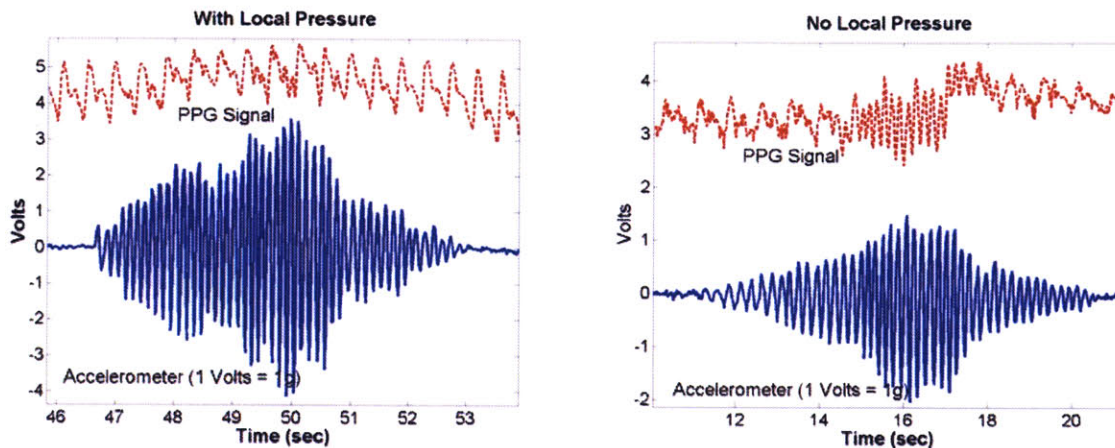 With Local Pressure
5
4
3
2
1
0
-1
-2
-3
-4
Volts
PPG Signal
Accelerometer (1 Volts = 1g)
46 47 48 49 50 51 52 53
Time (sec)
No Local Pressure
4
3
2
1
0
-1
-2
Volts
PPG Signal
Accelerometer (1 Volts = 1g)
12 14 16 18 20
Time (sec)